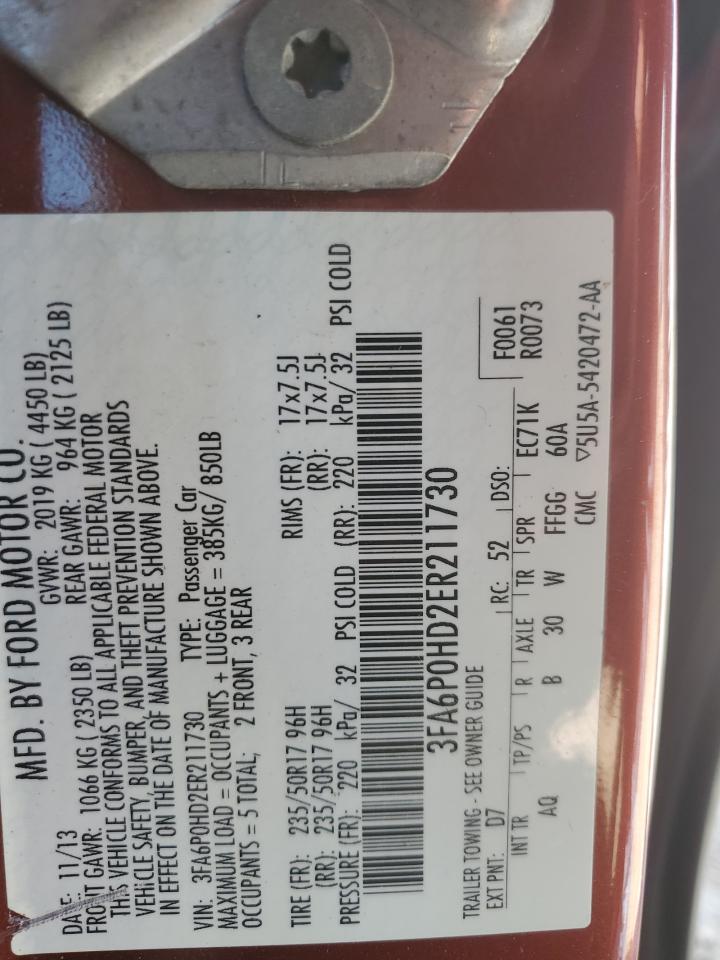 MFD. BY FORD MOTOR CO.
DATE: 11/13 GVWR: 2019 KG ( 4450 LB)
FRONT GAWR: 1066 KG ( 2350 LB) REAR GAWR: 964 KG ( 2125 LB)
THIS VEHICLE CONFORMS TO ALL APPLICABLE FEDERAL MOTOR
VEHICLE SAFETY, BUMPER, AND THEFT PREVENTION STANDARDS
IN EFFECT ON THE DATE OF MANUFACTURE SHOWN ABOVE.
VIN: 3FA6P0HD2ER211730 TYPE: Passenger Car
MAXIMUM LOAD = OCCUPANTS + LUGGAGE = 385KG/ 850LB
OCCUPANTS = 5 TOTAL; 2 FRONT, 3 REAR
TIRE (FR): 235/50R17 96H RIMS (FR): 17x7.5J
(RR): 235/50R17 96H (RR): 17x7.5J
PRESSURE (FR): 220 kPa/ 32 PSI COLD (RR): 220 kPa/ 32 PSI COLD
3FA6P0HD2ER211730
TRAILER TOWING - SEE OWNER GUIDE F0061
EXT PNT: D7 RC: 52 DSO: R0073
INT TR TP/PS R AXLE TR SPR EC71K
AQ B 30 W FFGG 60A
CMC ▽5U5A-5420472-AA